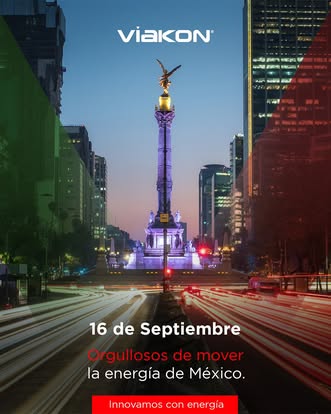 VIAKON®
16 de Septiembre
Orgullosos de mover
la energía de México.
Innovamos con energía